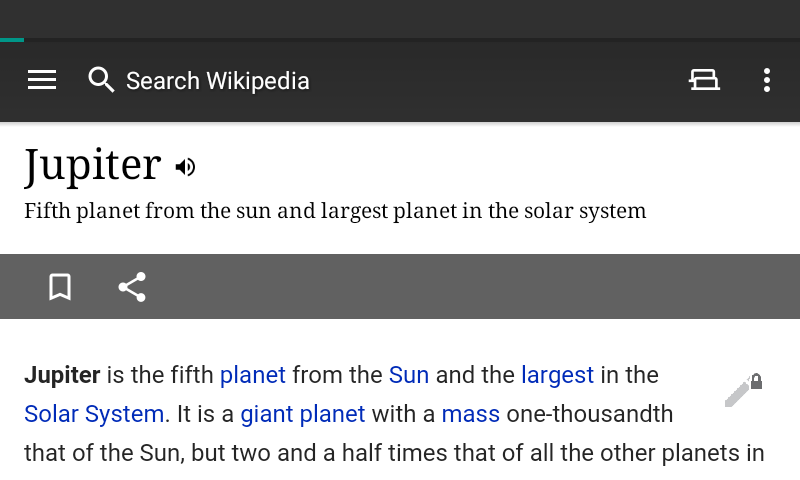 Search Wikipedia
Jupiter
Fifth planet from the sun and largest planet in the solar system
Jupiter is the fifth planet from the Sun and the largest in the
Solar System. It is a giant planet with a mass one-thousandth
that of the Sun, but two and a half times that of all the other planets in